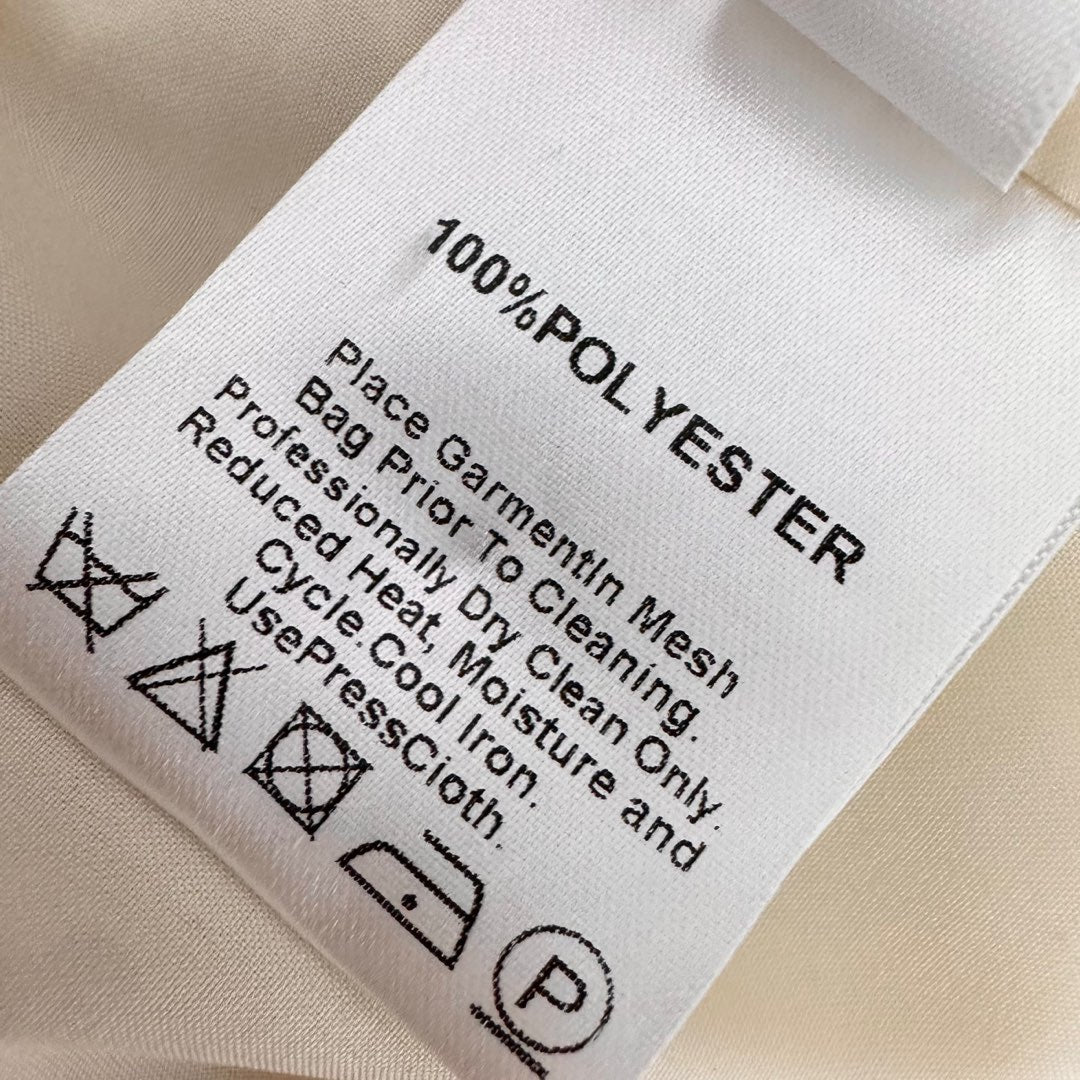 100%POLYESTER
Place GarmentIn Mesh
Bag Prior To Cleaning.
Professionally Dry Clean Only.
Reduced Heat, Moisture and
Cycle.Cool Iron.
UsePressCloth.
P